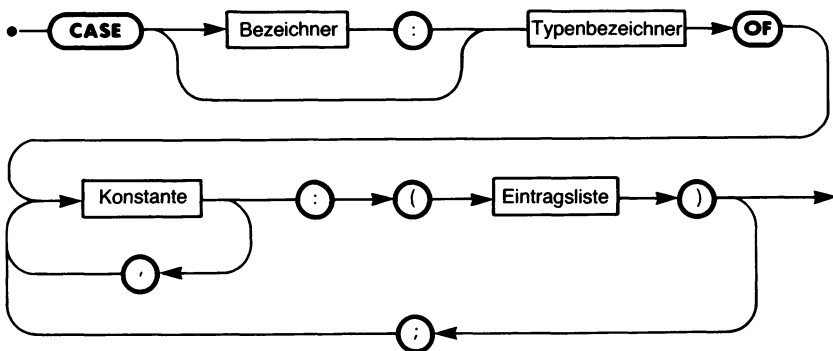 CASE Bezeichner : Typenbezeichner OF
Konstante : ( Eintragsliste )
,
;